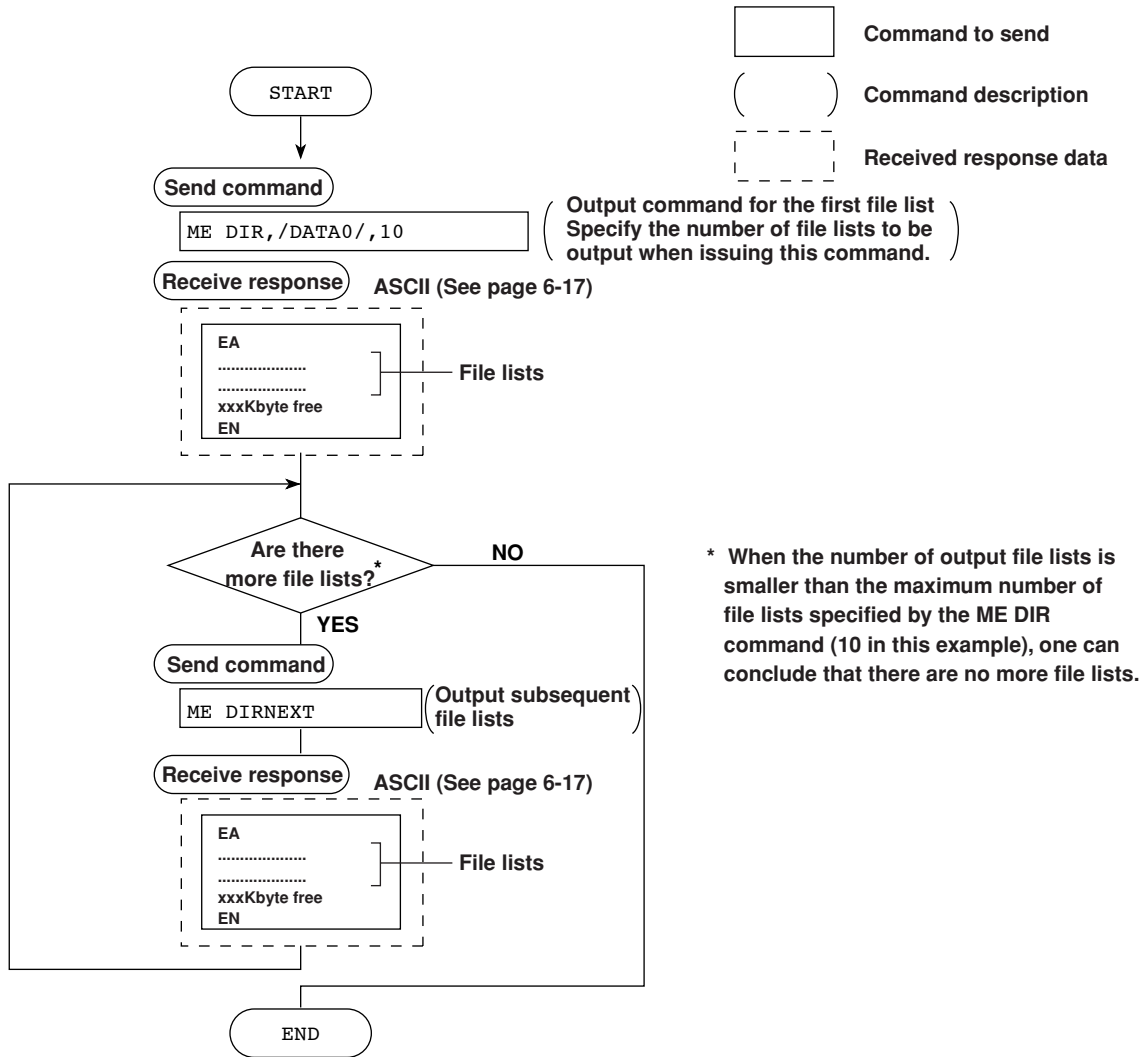 Command to send
Command description
Received response data
START
Send command
ME DIR,/DATA0/,10
Output command for the first file list
Specify the number of file lists to be
output when issuing this command.
Receive response
ASCII (See page 6-17)
EA
....................
....................
xxxKbyte free
EN
File lists
Are there
more file lists?*
NO
YES
* When the number of output file lists is
smaller than the maximum number of
file lists specified by the ME DIR
command (10 in this example), one can
conclude that there are no more file lists.
Send command
ME DIRNEXT
Output subsequent
file lists
Receive response
ASCII (See page 6-17)
EA
....................
....................
xxxKbyte free
EN
File lists
END